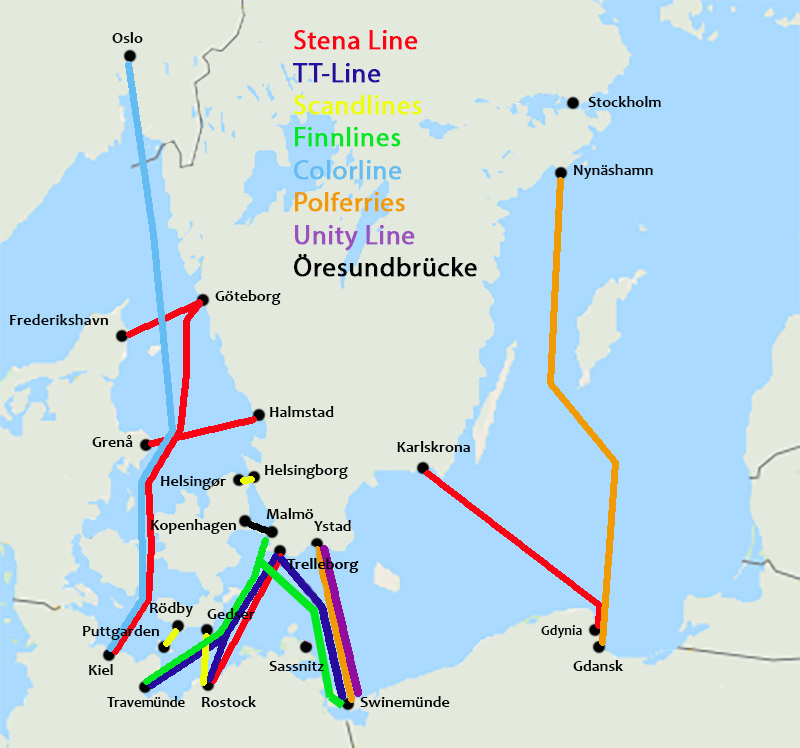 Oslo
Stena Line
TT-Line
Scandlines
Finnlines
Colorline
Polferries
Unity Line
Öresundbrücke
Stockholm
Nynäshamn
Göteborg
Frederikshavn
Halmstad
Grenå
Karlskrona
Helsingborg
Helsingør
Malmö
Kopenhagen
Ystad
Trelleborg
Rödby
Gedser
Puttgarden
Gdynia
Kiel
Sassnitz
Gdansk
Travemünde
Rostock
Swinemünde